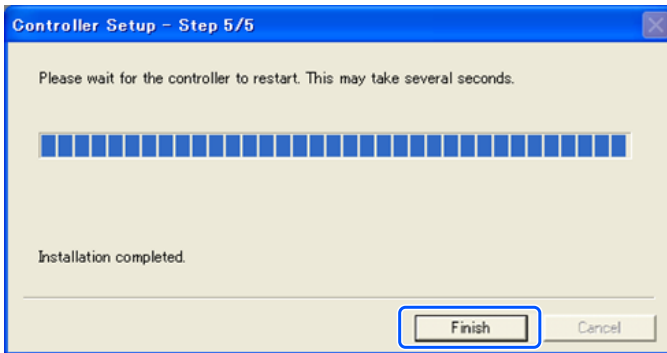 Controller Setup - Step 5/5
Please wait for the controller to restart. This may take several seconds.
Installation completed.
Finish
Cancel